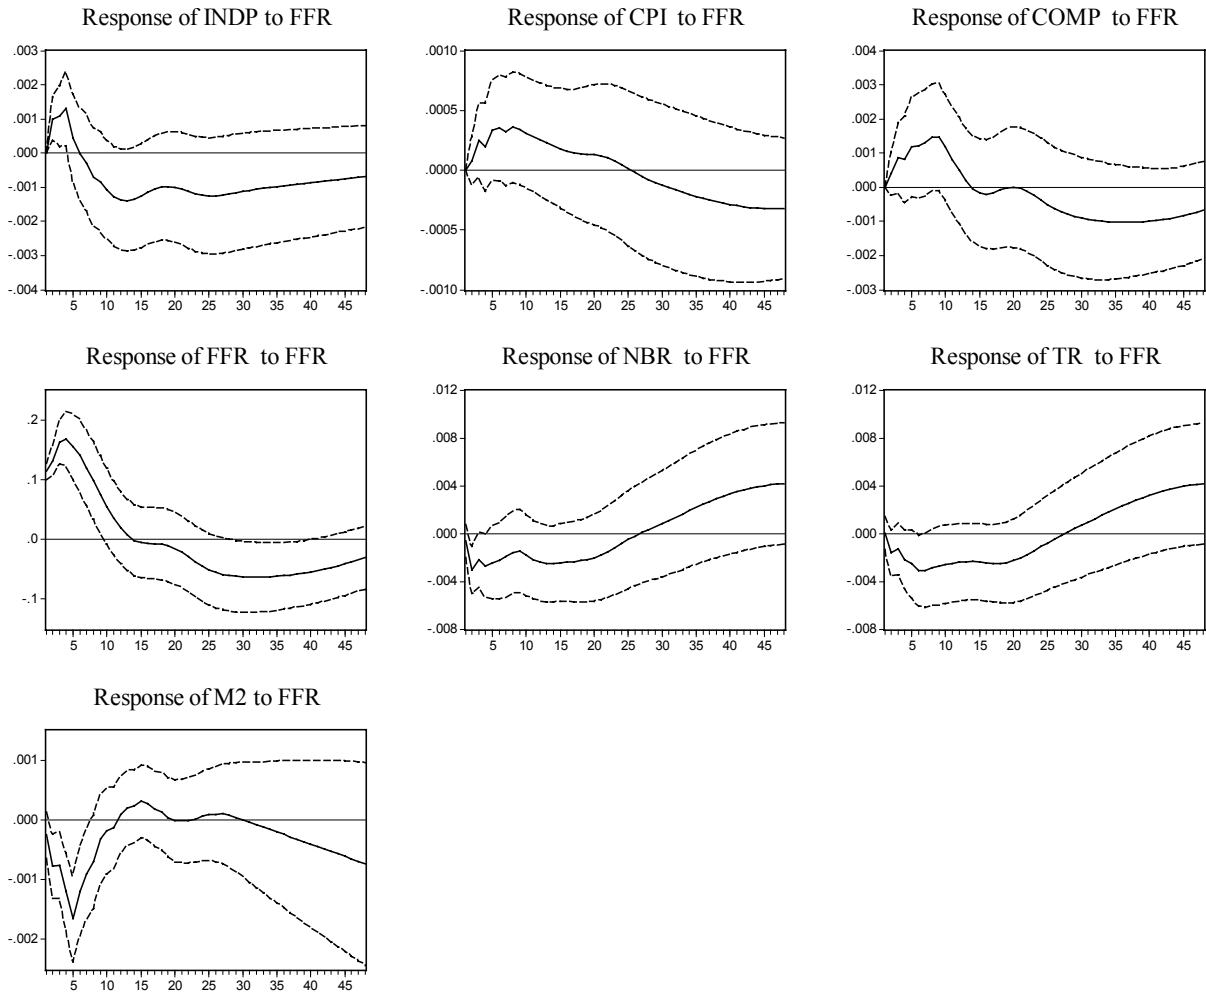 Response of INDP to FFR
.003
.002
.001
.000
-.001
-.002
-.003
-.004
5 10 15 20 25 30 35 40 45
Response of CPI to FFR
.0010
.0005
.0000
-.0005
-.0010
5 10 15 20 25 30 35 40 45
Response of COMP to FFR
.004
.003
.002
.001
.000
-.001
-.002
-.003
5 10 15 20 25 30 35 40 45
Response of FFR to FFR
.2
.1
.0
-.1
5 10 15 20 25 30 35 40 45
Response of NBR to FFR
.012
.008
.004
.000
-.004
-.008
5 10 15 20 25 30 35 40 45
Response of TR to FFR
.012
.008
.004
.000
-.004
-.008
5 10 15 20 25 30 35 40 45
Response of M2 to FFR
.001
.000
-.001
-.002
5 10 15 20 25 30 35 40 45